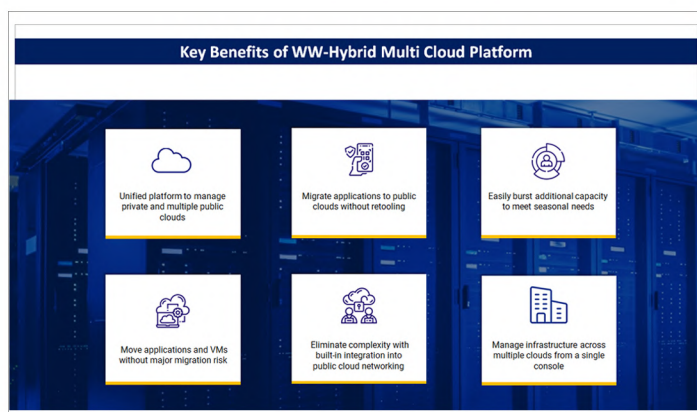 Key Benefits of WW-Hybrid Multi Cloud Platform
Unified platform to manage
private and multiple public
clouds
Migrate applications to public
clouds without retooling
Easily burst additional capacity
to meet seasonal needs
Move applications and VMs
without major migration risk
Eliminate complexity with
built-in integration into
public cloud networking
Manage infrastructure across
multiple clouds from a single
console